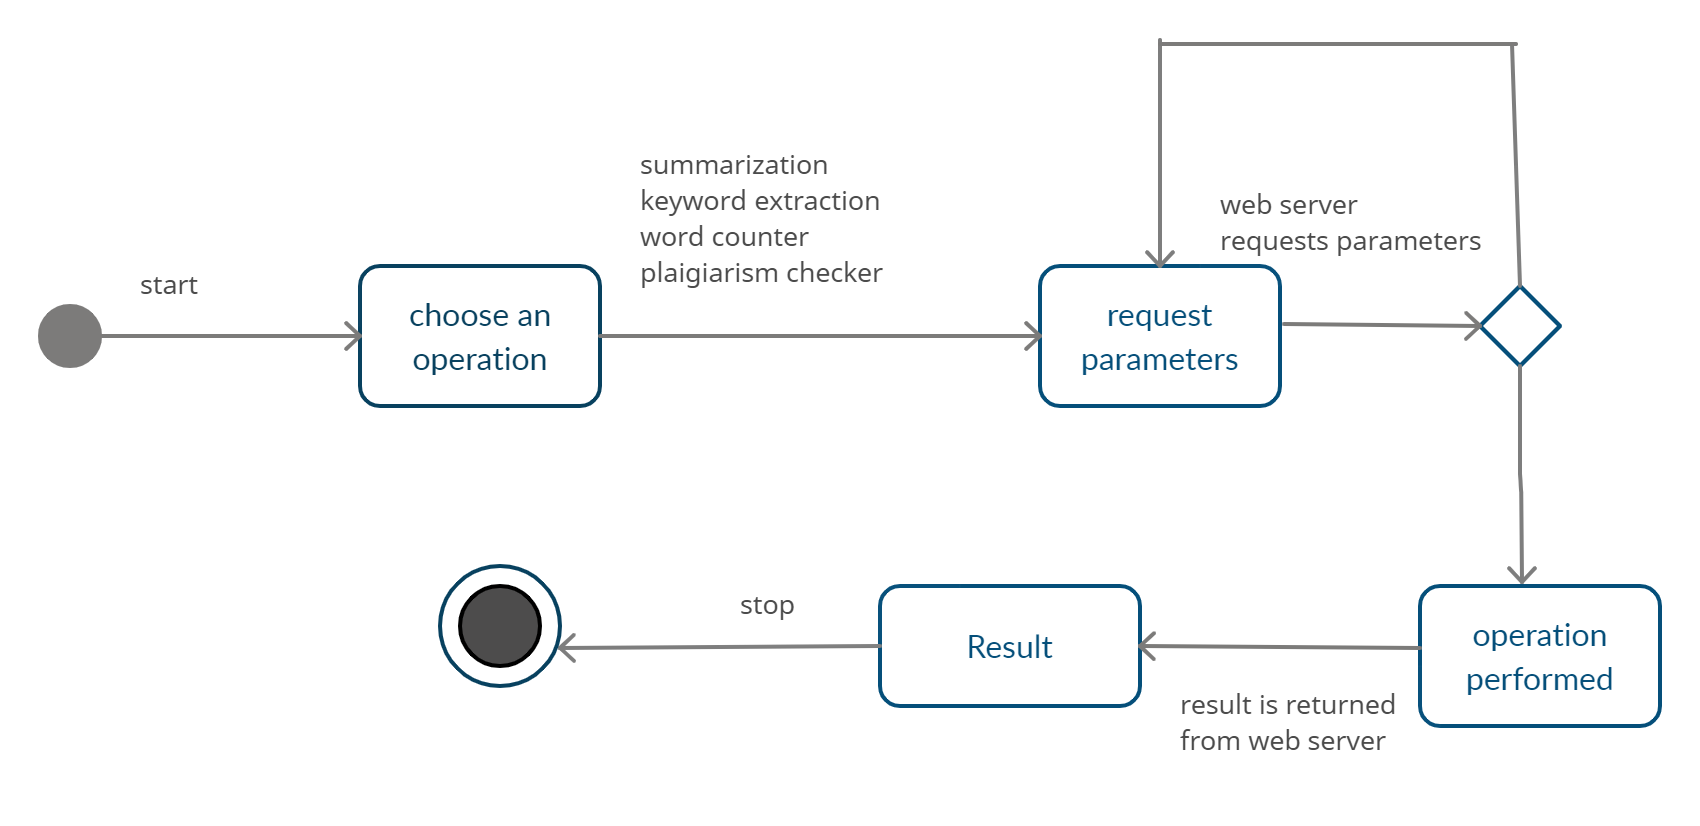 start
choose an
operation
summarization
keyword extraction
word counter
plaigiarism checker
request
parameters
web server
requests parameters
operation
performed
result is returned
from web server
Result
stop